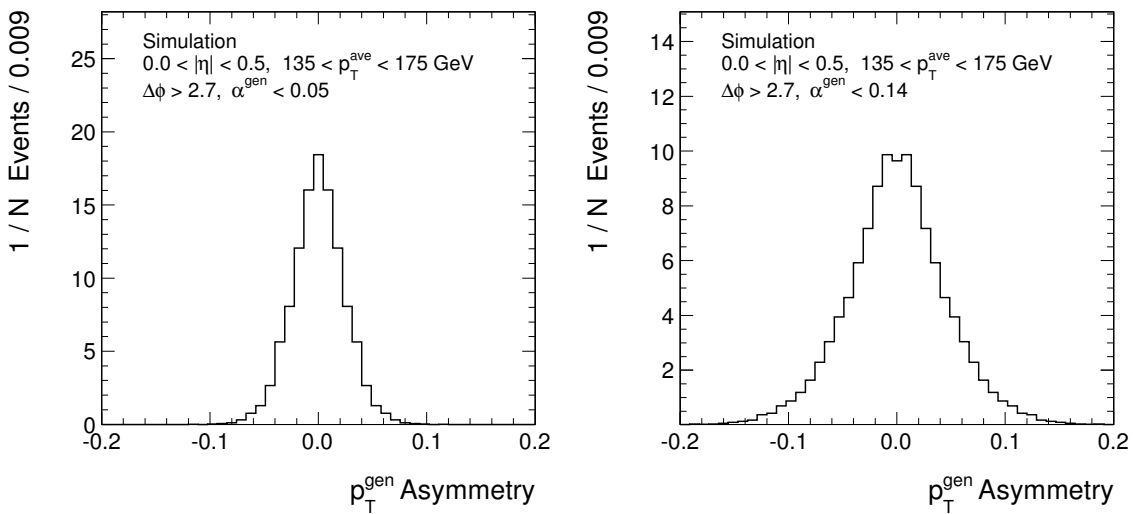 1 / N Events / 0.009
25
20
15
10
5
0
Simulation
0.0 < |η| < 0.5, 135 < p_T^ave < 175 GeV
Δϕ > 2.7, α^gen < 0.05
-0.2 -0.1 0.0 0.1 0.2
p_T^gen Asymmetry
1 / N Events / 0.009
14
12
10
8
6
4
2
Simulation
0.0 < |η| < 0.5, 135 < p_T^ave < 175 GeV
Δϕ > 2.7, α^gen < 0.14
-0.2 -0.1 0.0 0.1 0.2
p_T^gen Asymmetry